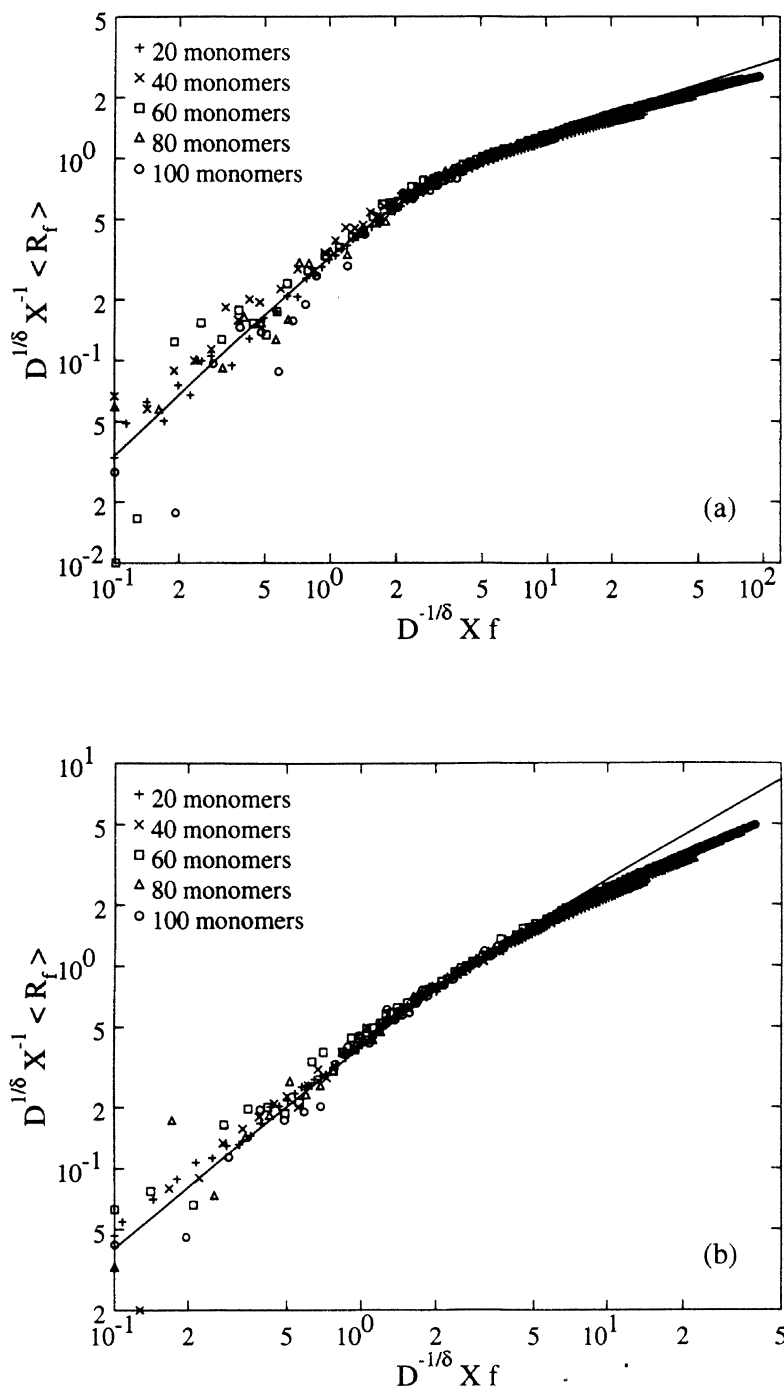 5
+ 20 monomers
× 40 monomers
□ 60 monomers
△ 80 monomers
○ 100 monomers
2
10⁰
5
2
10⁻¹
5
2
10⁻²
D^{1/δ} X⁻¹ < R_f >
(a)
10⁻¹ 2 5 10⁰ 2 5 10¹ 2 5 10²
D^{-1/δ} X f
10¹
+ 20 monomers
× 40 monomers
□ 60 monomers
△ 80 monomers
○ 100 monomers
5
2
10⁰
5
2
10⁻¹
5
2
D^{1/δ} X⁻¹ < R_f >
(b)
10⁻¹ 2 5 10⁰ 2 5 10¹ 2 5
D^{-1/δ} X f